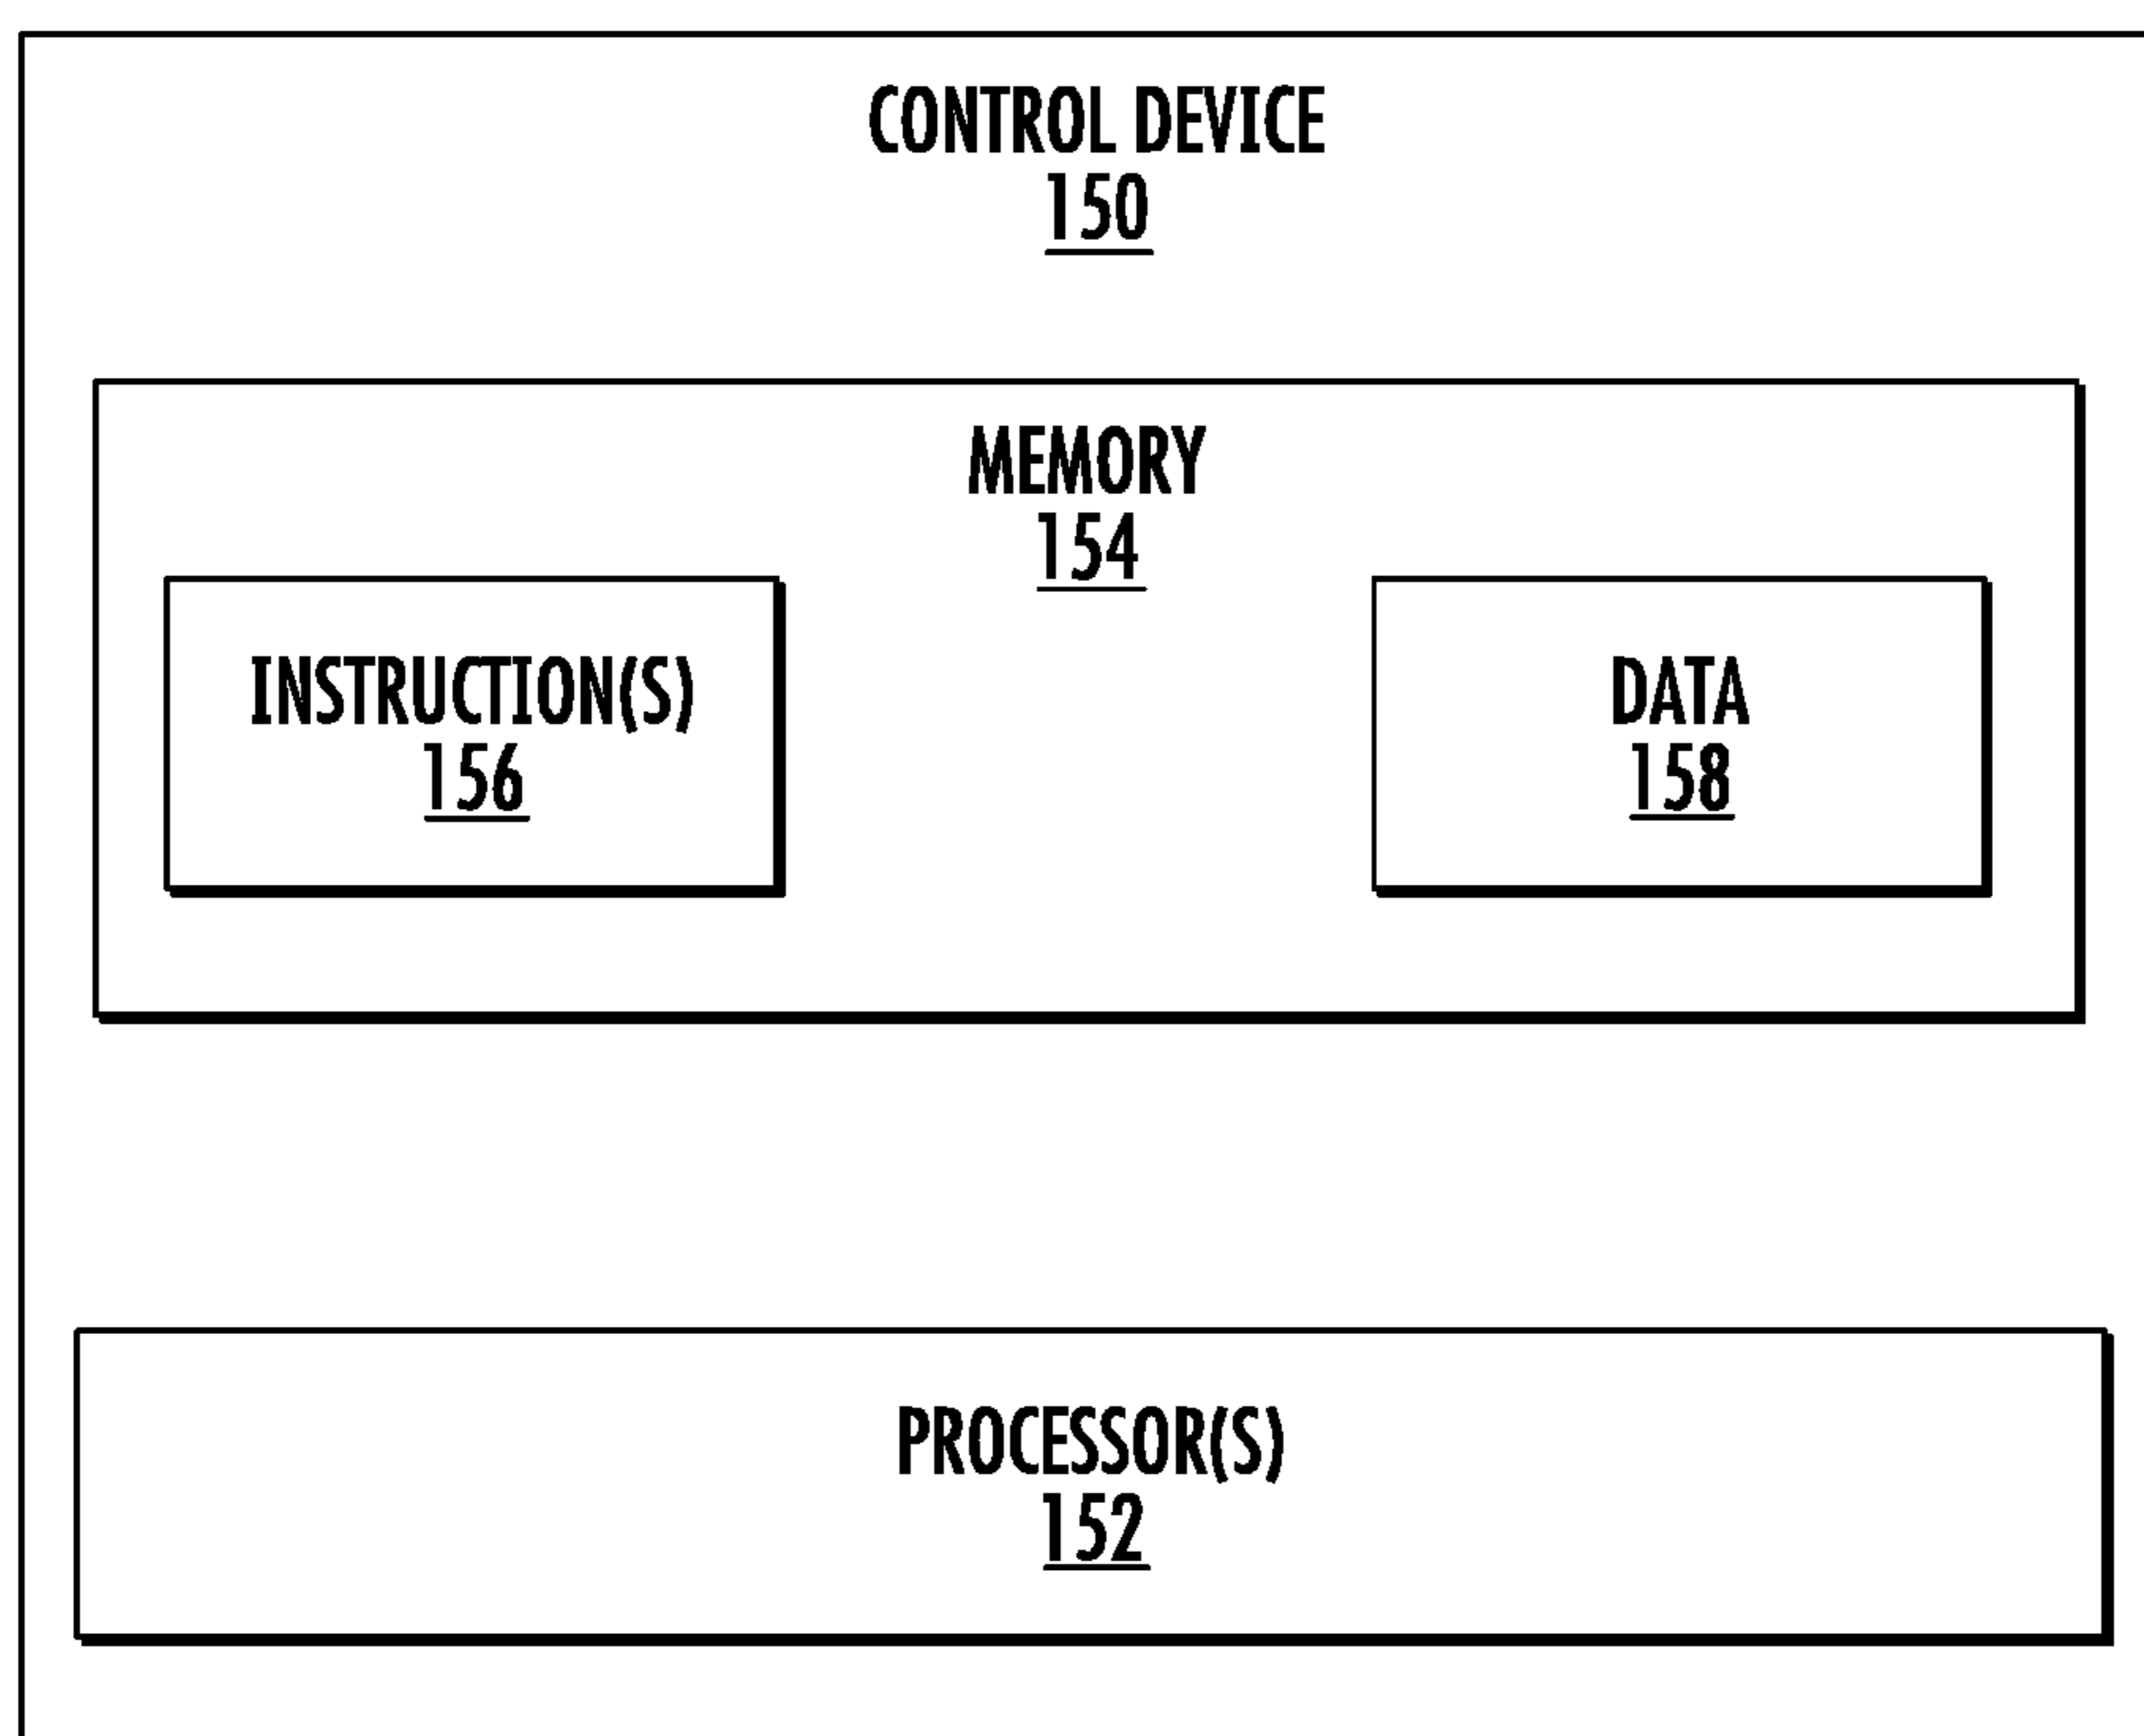 CONTROL DEVICE
150
MEMORY
154
INSTRUCTION(S)
156
DATA
158
PROCESSOR(S)
152